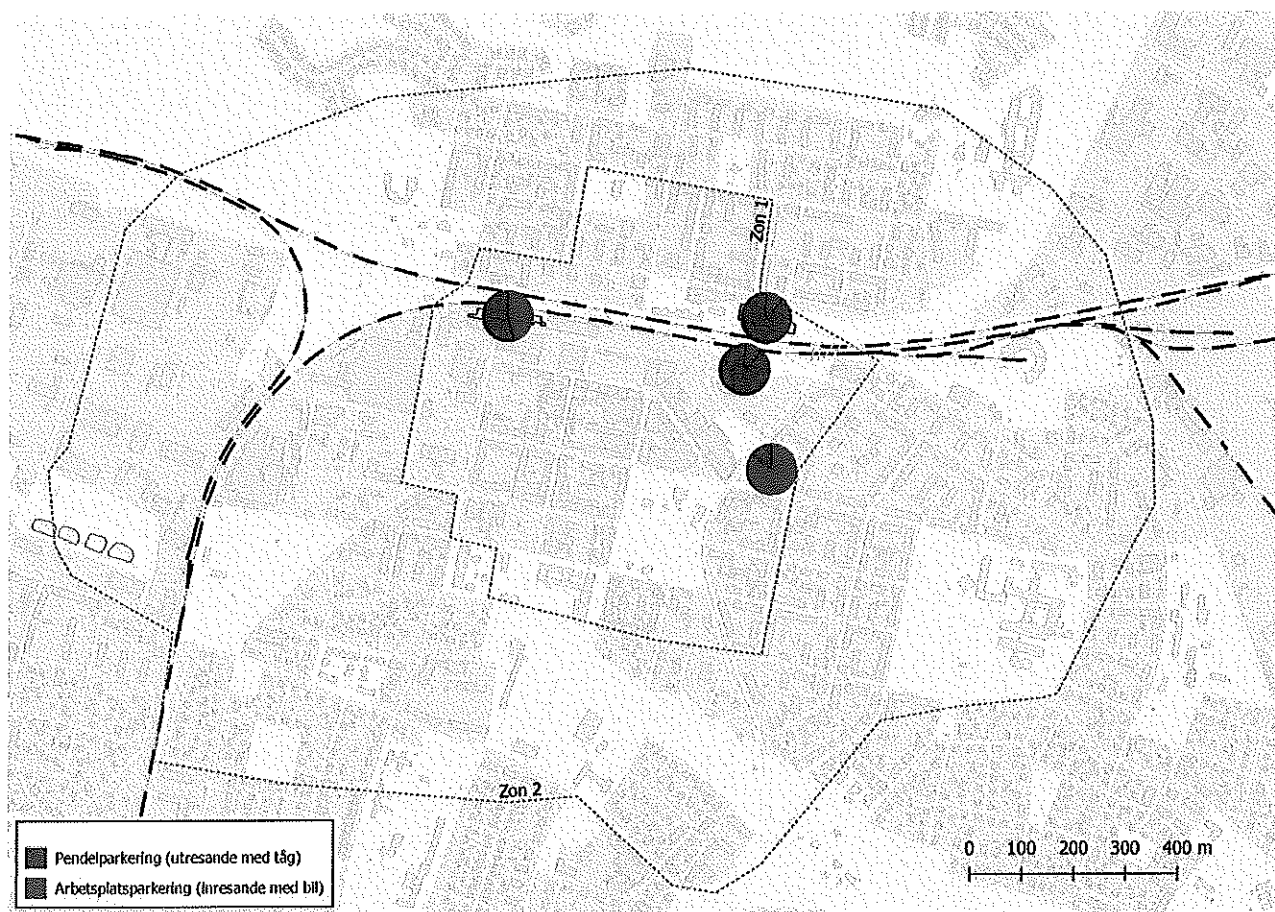 Zon 1
Zon 2
Pendelparkering (utresande med tåg)
Arbetsplatsparkering (inresande med bil)
0 100 200 300 400 m